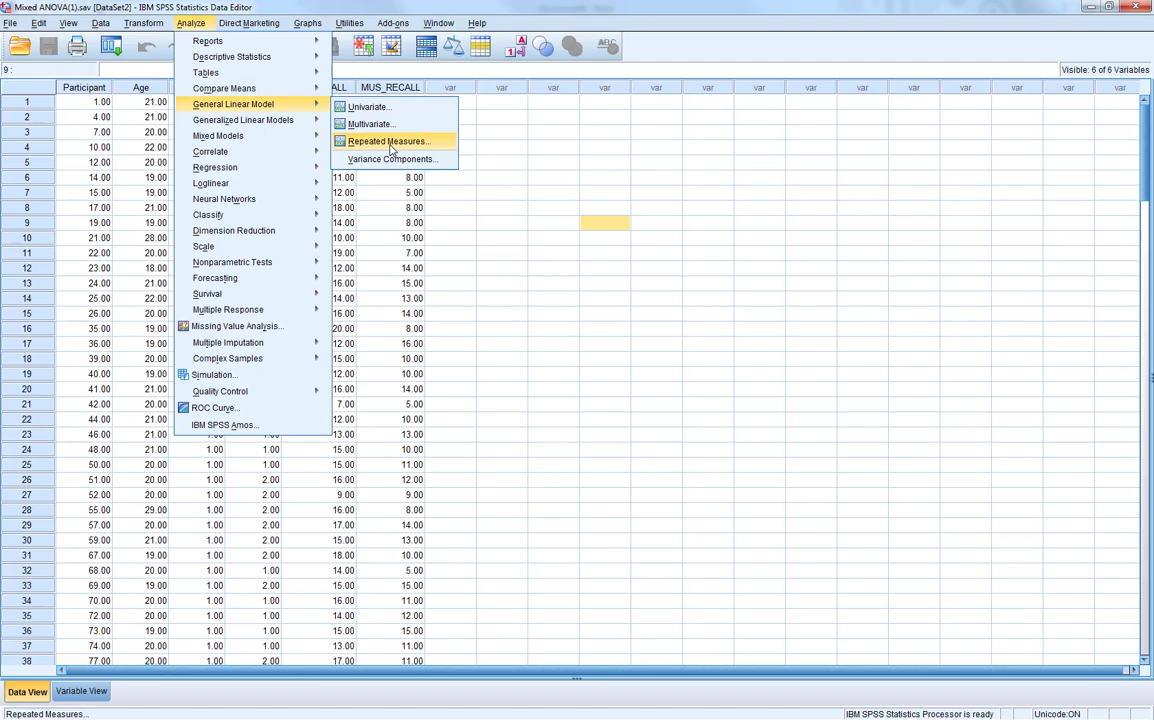 Mixed ANOVA(1).sav [DataSet2] - IBM SPSS Statistics Data Editor
File Edit View Data Transform Analyze Direct Marketing Graphs Utilities Add-ons Window Help
9 :
Visible: 6 of 6 Variables
Participant Age ALL MUS_RECALL var var var var var var var var var var var var var var
Reports
Descriptive Statistics
Tables
Compare Means
General Linear Model
Generalized Linear Models
Mixed Models
Correlate
Regression
Loglinear
Neural Networks
Classify
Dimension Reduction
Scale
Nonparametric Tests
Forecasting
Survival
Multiple Response
Missing Value Analysis...
Multiple Imputation
Complex Samples
Simulation...
Quality Control
ROC Curve...
IBM SPSS Amos...
Univariate...
Multivariate...
Repeated Measures...
Variance Components...
1 1.00 21.00
2 4.00 21.00
3 7.00 20.00
4 10.00 22.00
5 12.00 20.00
6 14.00 19.00 11.00 8.00
7 15.00 19.00 12.00 5.00
8 17.00 21.00 18.00 8.00
9 19.00 19.00 14.00 8.00
10 21.00 28.00 10.00 10.00
11 22.00 20.00 19.00 7.00
12 23.00 18.00 12.00 14.00
13 24.00 21.00 16.00 15.00
14 25.00 22.00 14.00 13.00
15 26.00 20.00 14.00 14.00
16 35.00 19.00 20.00 8.00
17 36.00 19.00 12.00 16.00
18 39.00 20.00 15.00 10.00
19 40.00 19.00 12.00 10.00
20 41.00 21.00 16.00 14.00
21 42.00 20.00 7.00 5.00
22 44.00 21.00 12.00 10.00
23 46.00 21.00 1.00 1.00 13.00 13.00
24 48.00 21.00 1.00 1.00 15.00 10.00
25 50.00 20.00 1.00 1.00 15.00 11.00
26 51.00 20.00 1.00 2.00 16.00 12.00
27 52.00 20.00 1.00 2.00 9.00 9.00
28 55.00 29.00 1.00 2.00 16.00 8.00
29 57.00 20.00 1.00 2.00 17.00 14.00
30 59.00 21.00 1.00 1.00 15.00 13.00
31 67.00 19.00 1.00 1.00 18.00 10.00
32 68.00 20.00 1.00 2.00 14.00 5.00
33 69.00 19.00 1.00 2.00 15.00 15.00
34 70.00 20.00 1.00 1.00 16.00 11.00
35 72.00 20.00 1.00 1.00 14.00 12.00
36 73.00 19.00 1.00 1.00 15.00 15.00
37 74.00 20.00 1.00 1.00 13.00 11.00
38 77.00 20.00 1.00 2.00 17.00 11.00
Data View Variable View
Repeated Measures... IBM SPSS Statistics Processor is ready Unicode:ON